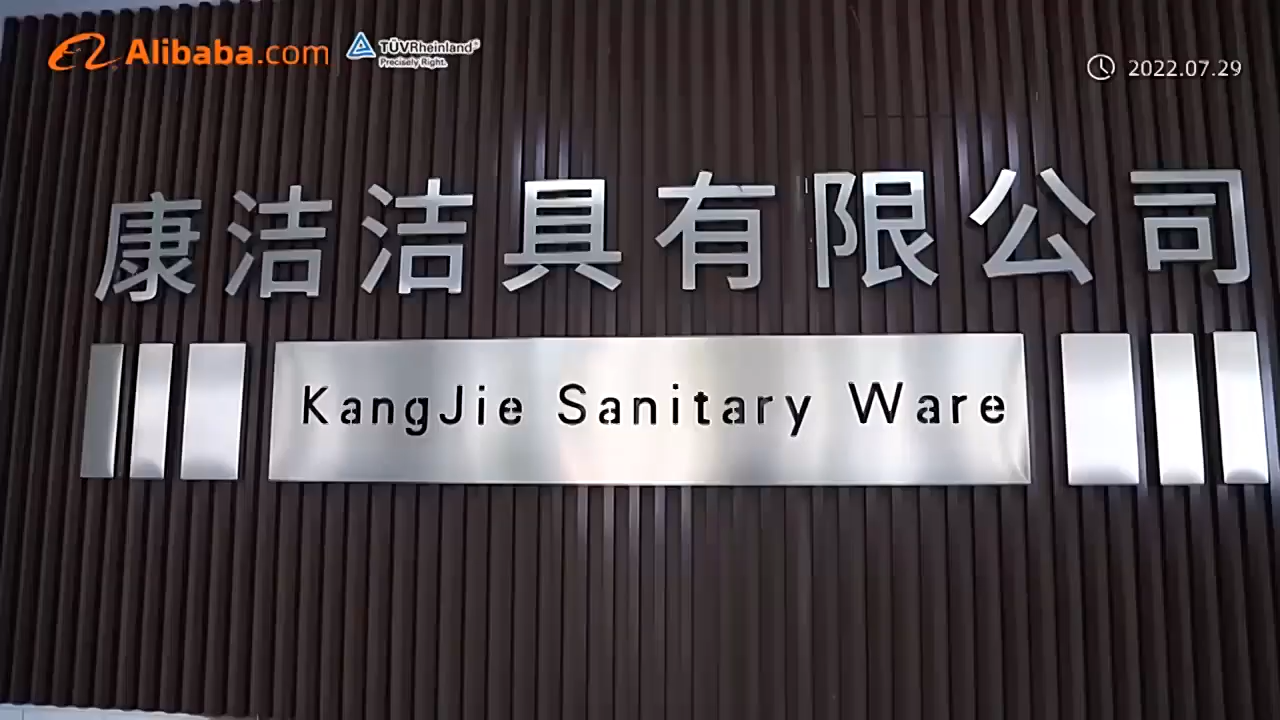 Alibaba.com
TÜVRheinland®
Precisely Right.
2022.07.29
康洁洁具有限公司
KangJie Sanitary Ware